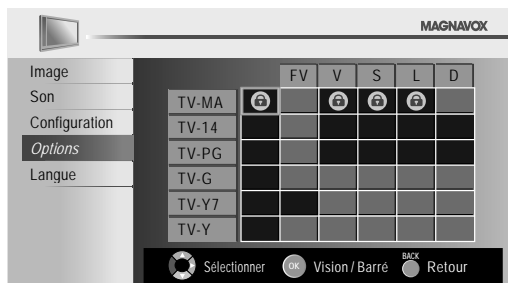 MAGNAVOX
Image
Son
Configuration
Options
Langue
FV V S L D
TV-MA
TV-14
TV-PG
TV-G
TV-Y7
TV-Y
Sélectionner OK Vision / Barré BACK Retour